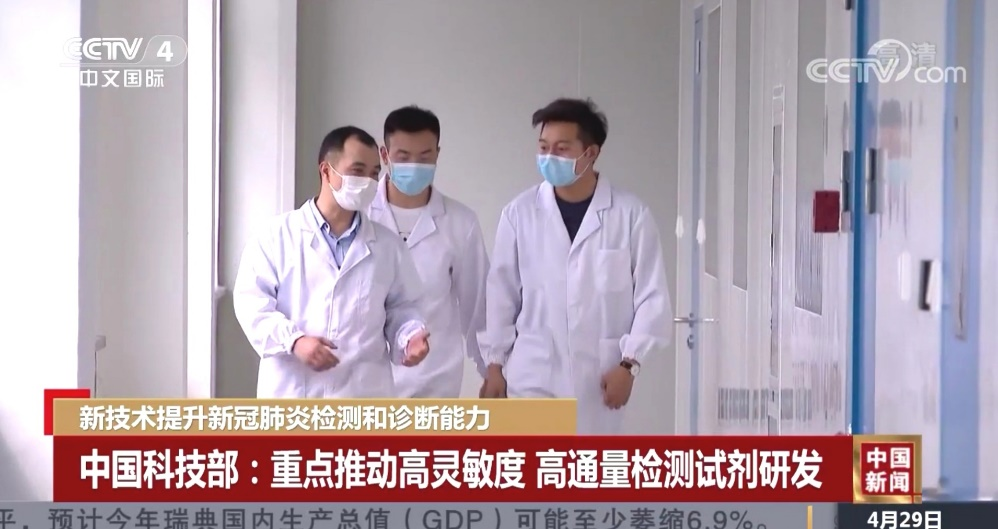 CCTV 4
中文国际
高清
CCTV.com
新技术提升新冠肺炎检测和诊断能力
中国科技部：重点推动高灵敏度 高通量检测试剂研发
中国
新闻
平，预计今年瑞典国内生产总值（GDP）可能至少萎缩6.9%。
4月29日